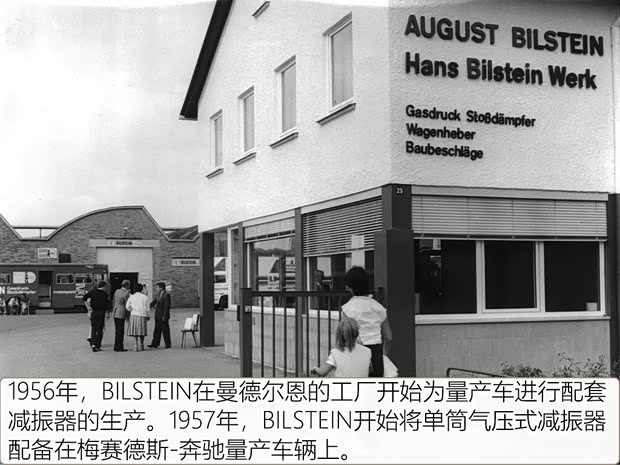 AUGUST BILSTEIN
Hans Bilstein Werk
Gasdruck Stoßdämpfer
Wagenheber
Baubeschläge
25
BILSTEIN
Gasdruck
1956年，BILSTEIN在曼德尔恩的工厂开始为量产车进行配套
减振器的生产。1957年，BILSTEIN开始将单筒气压式减振器
配备在梅赛德斯-奔驰量产车辆上。